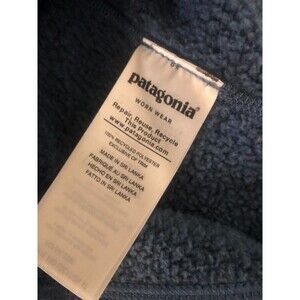 patagonia
WORN WEAR
Repair, Reuse, Recycle
This Product
www.patagonia.com
100% RECYCLED POLYESTER
EXCLUSIVE OF TRIM
MADE IN SRI LANKA
FABRIQUÉ AU SRI LANKA
HECHO EN SRI LANKA
FATTO IN SRI LANKA